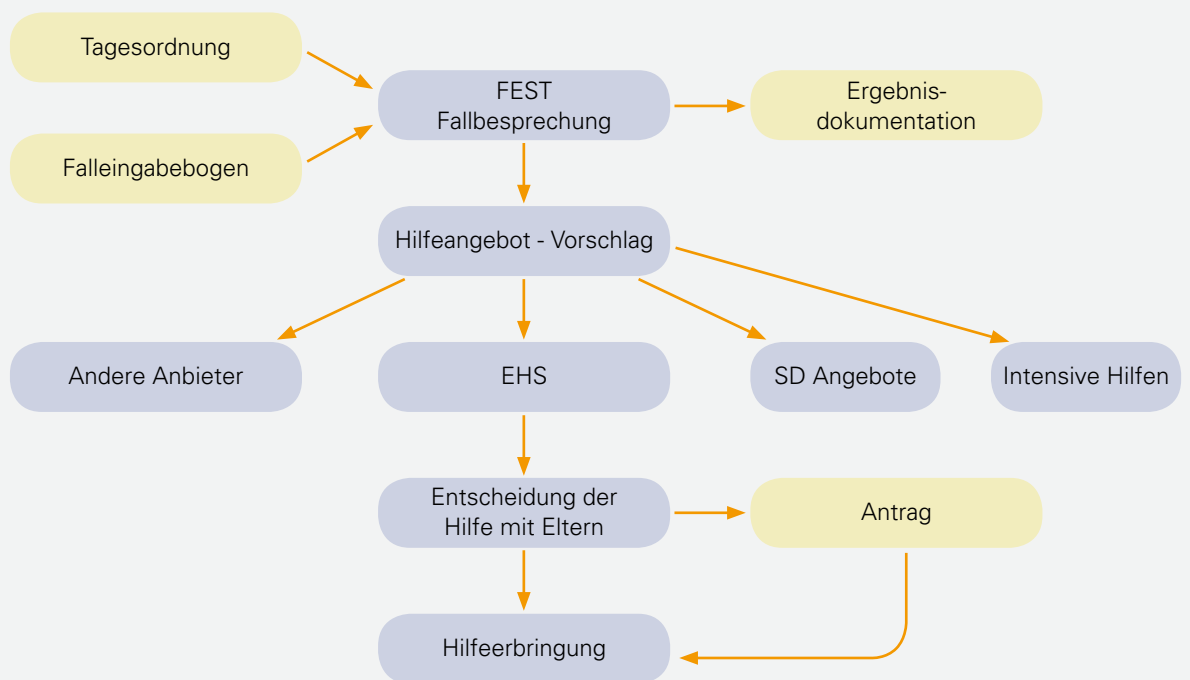 Tagesordnung
FEST
Fallbesprechung
Ergebnis-
dokumentation
Falleingabebogen
Hilfeangebot - Vorschlag
Andere Anbieter
EHS
SD Angebote
Intensive Hilfen
Entscheidung der
Hilfe mit Eltern
Antrag
Hilfeerbringung